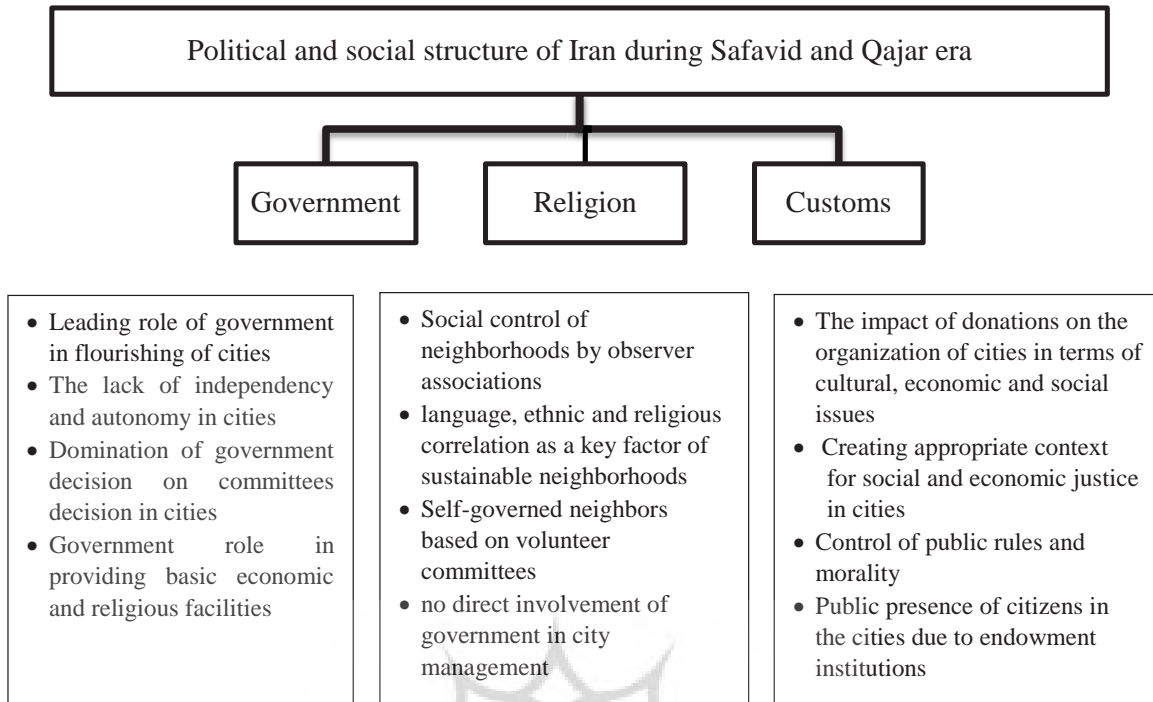 Political and social structure of Iran during Safavid and Qajar era
Government
Religion
Customs
• Leading role of government
in flourishing of cities
• The lack of independency
and autonomy in cities
• Domination of government
decision on committees
decision in cities
• Government role in
providing basic economic
and religious facilities
• Social control of
neighborhoods by observer
associations
• language, ethnic and religious
correlation as a key factor of
sustainable neighborhoods
• Self-governed neighbors
based on volunteer
committees
• no direct involvement of
government in city
management
• The impact of donations on the
organization of cities in terms of
cultural, economic and social
issues
• Creating appropriate context
for social and economic justice
in cities
• Control of public rules and
morality
• Public presence of citizens in
the cities due to endowment
institutions